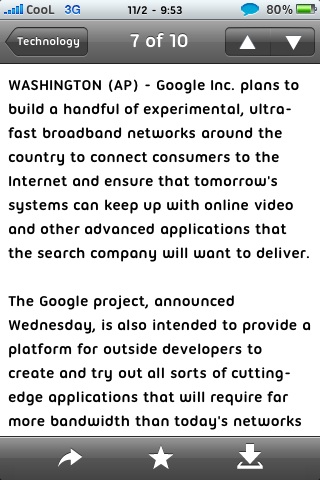 CooL 3G 11/2 - 9:53 80%
Technology 7 of 10
WASHINGTON (AP) - Google Inc. plans to
build a handful of experimental, ultra-
fast broadband networks around the
country to connect consumers to the
Internet and ensure that tomorrow's
systems can keep up with online video
and other advanced applications that
the search company will want to deliver.
The Google project, announced
Wednesday, is also intended to provide a
platform for outside developers to
create and try out all sorts of cutting-
edge applications that will require far
more bandwidth than today's networks